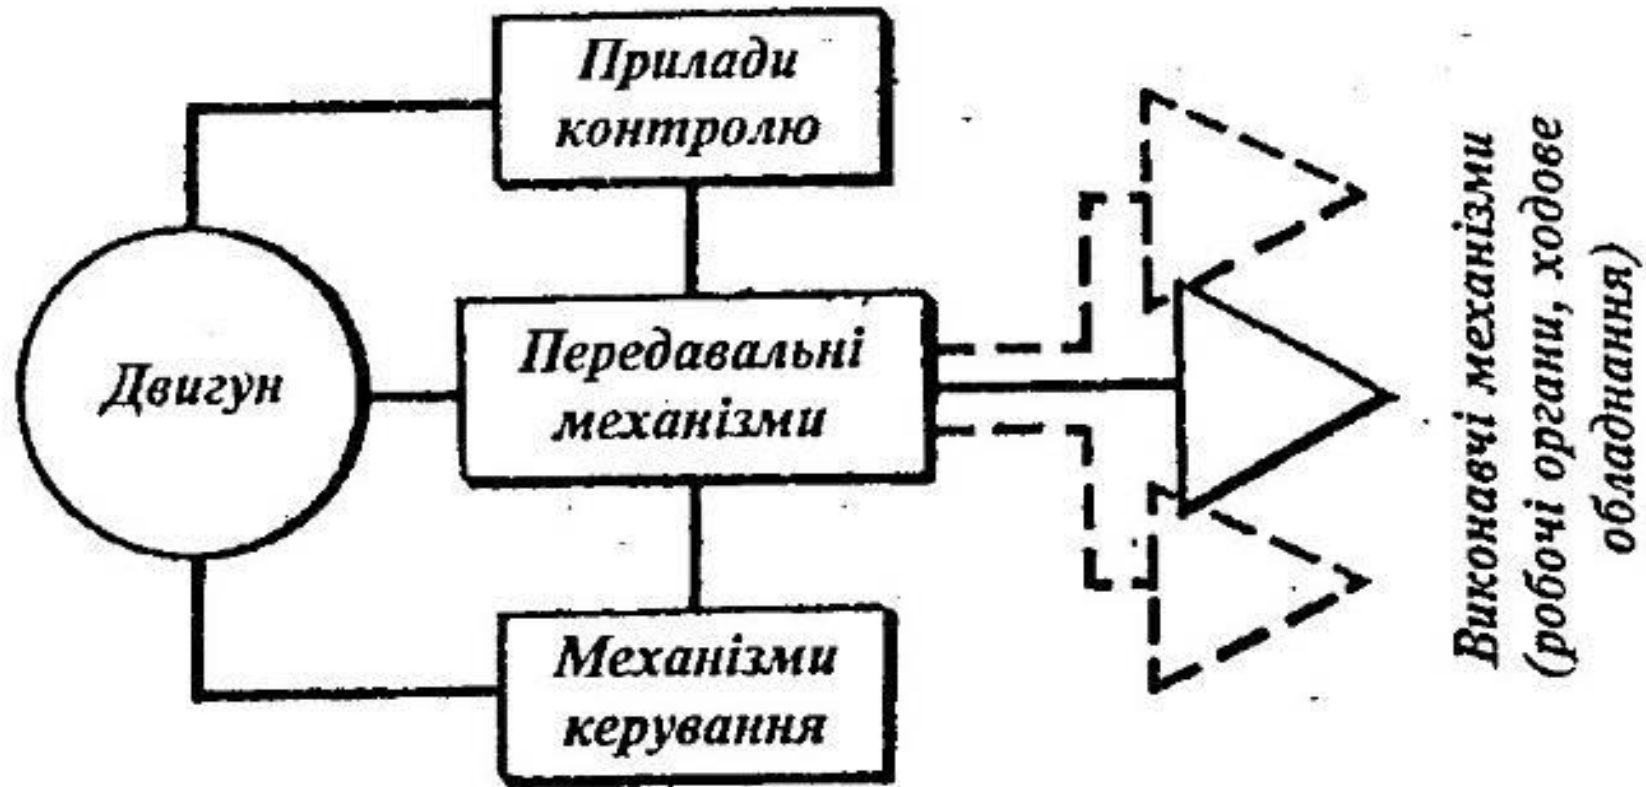 Прилади
контролю
Двигун
Передавальні
механізми
Механізми
керування
Виконавчі механізми
(робочі органи, ходове
обладнання)